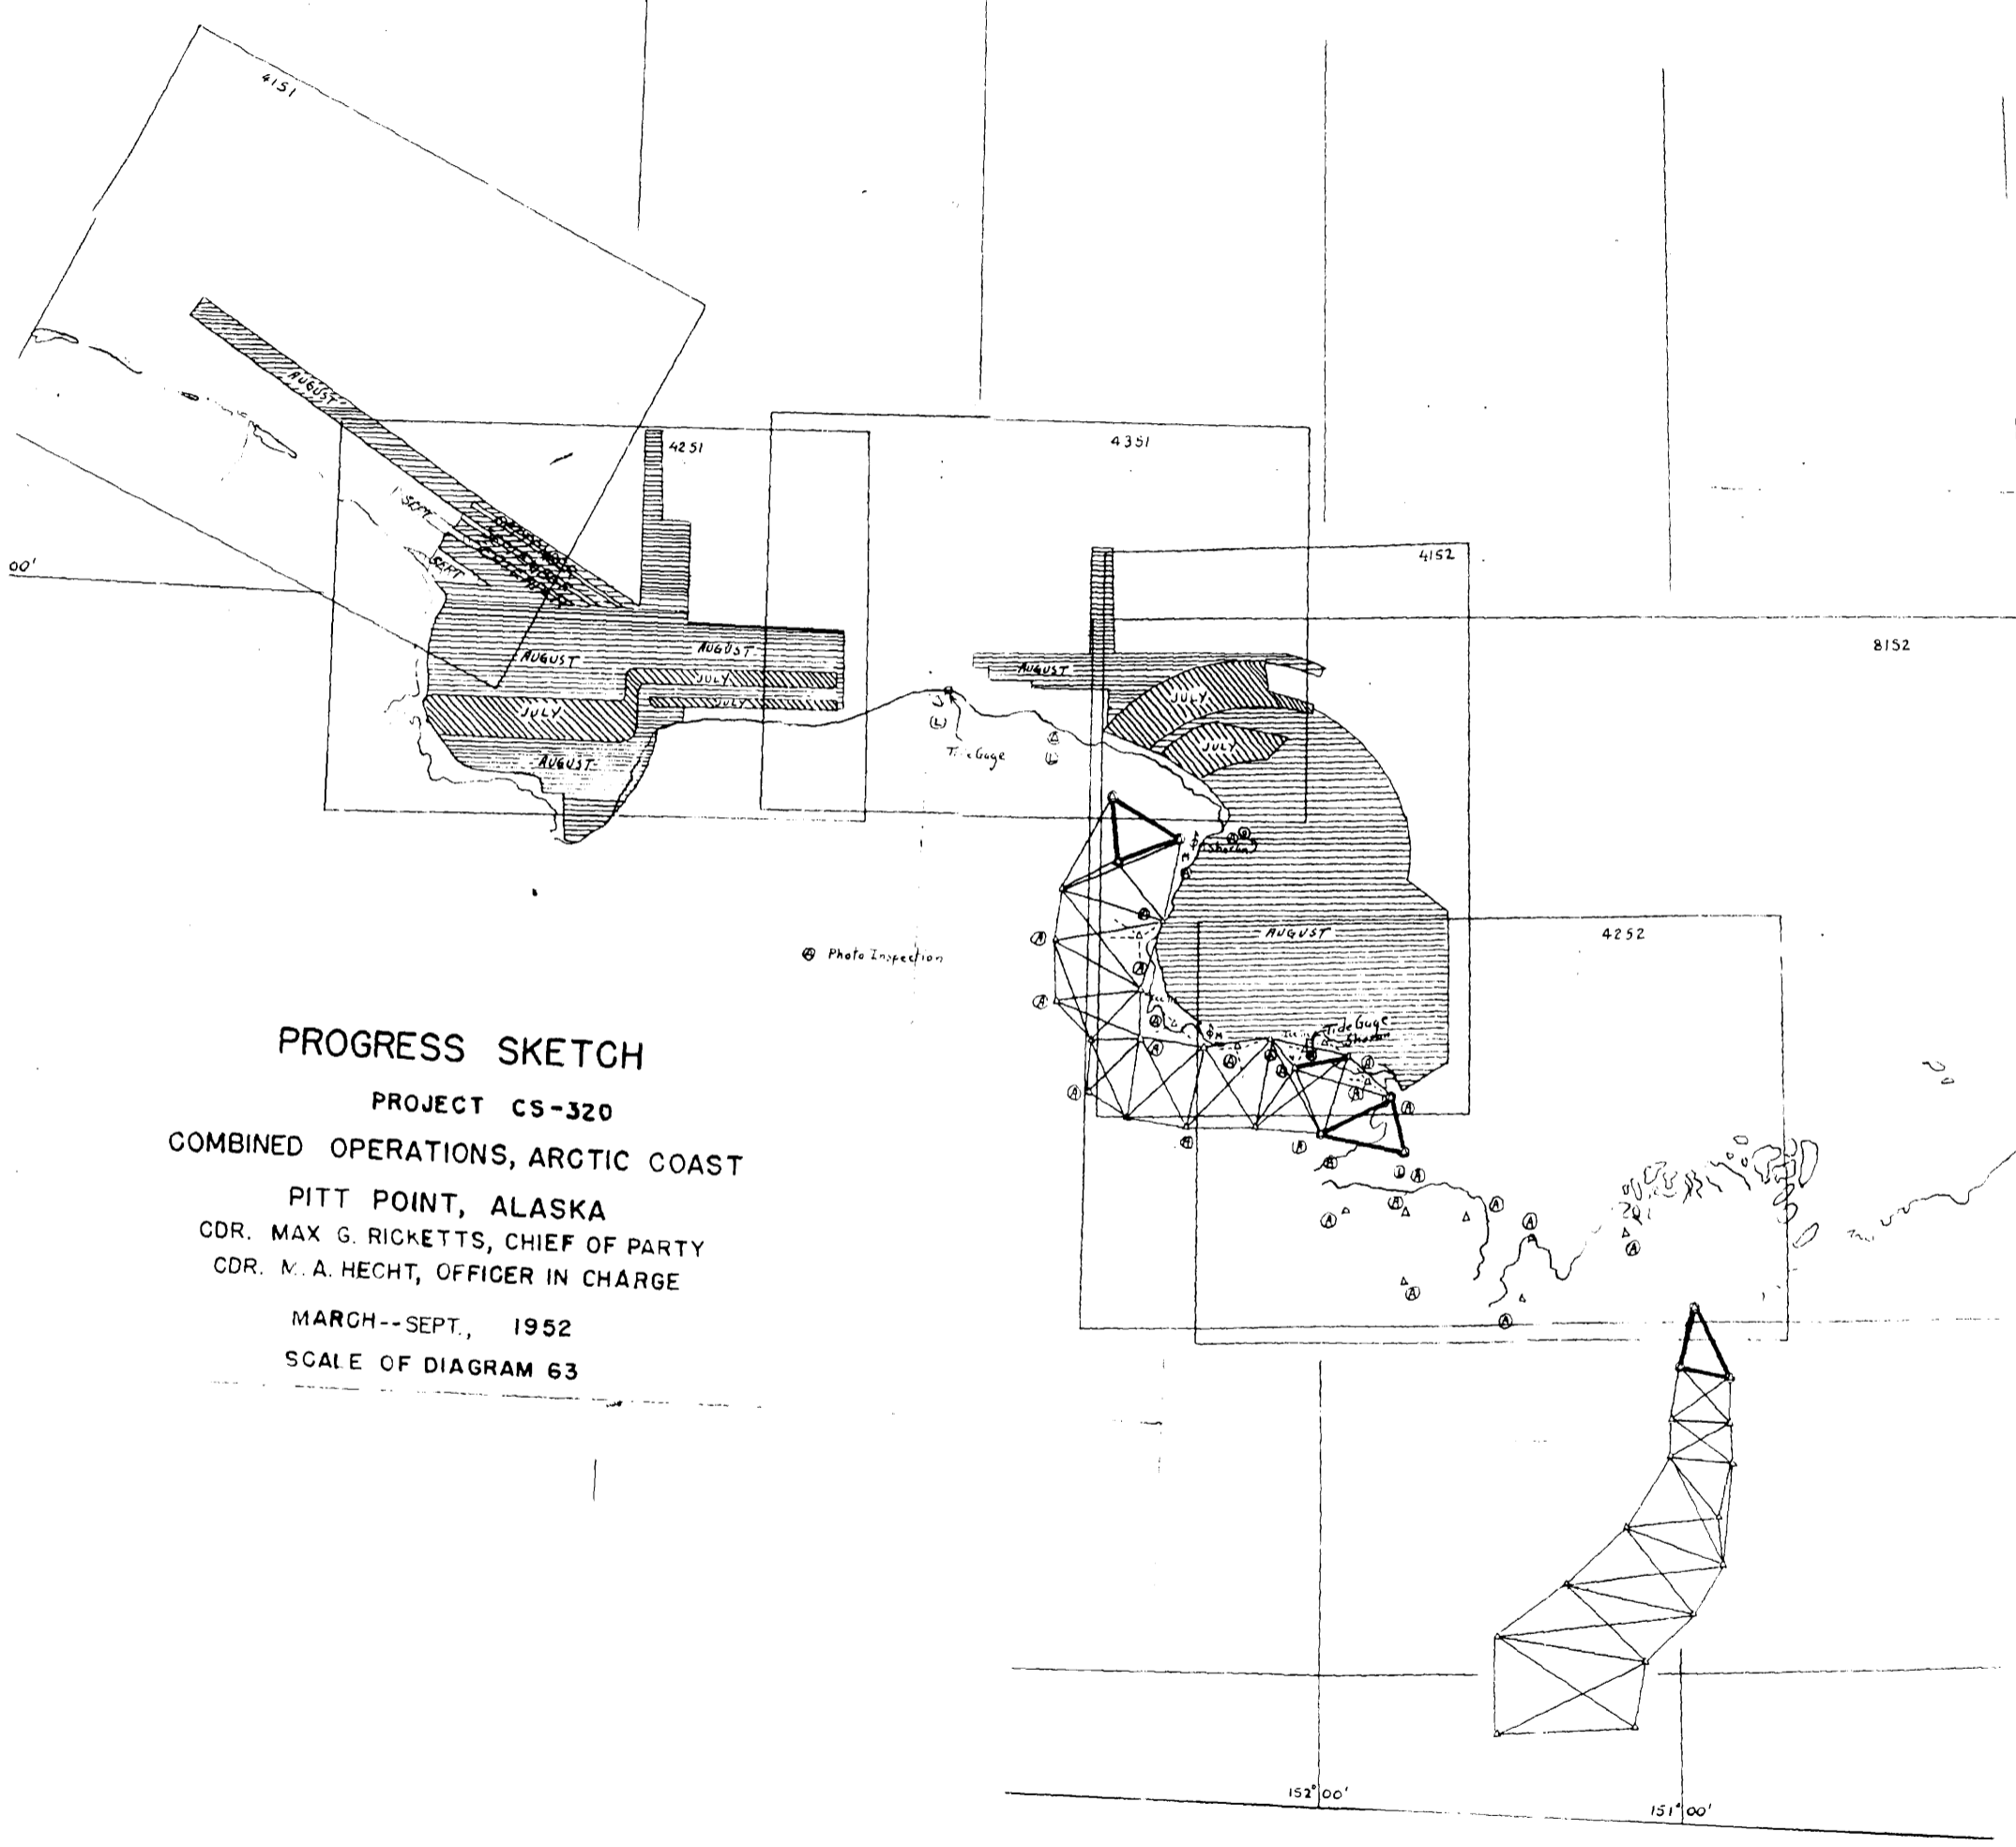 4151
4251
4351
4152
8152
4252
00'
AUGUST
SEPT
SEPT
AUGUST
AUGUST
JULY
JULY
JULY
AUGUST
AUGUST
JULY
JULY
AUGUST
(L)
Gage
(Shoran)
Tide Gage
Shoran
Ⓐ Photo Inspection
PROGRESS SKETCH
PROJECT CS-320
COMBINED OPERATIONS, ARCTIC COAST
PITT POINT, ALASKA
CDR. MAX G. RICKETTS, CHIEF OF PARTY
CDR. M. A. HECHT, OFFICER IN CHARGE
MARCH--SEPT., 1952
SCALE OF DIAGRAM 63
152°00'
151°00'